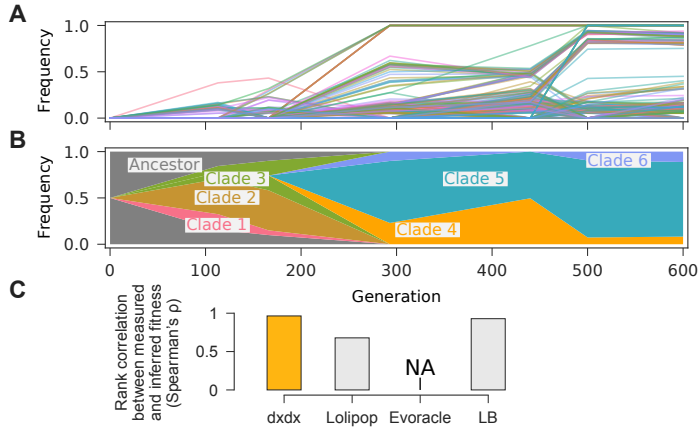 A
Frequency
1.0
0.5
0.0
B
Frequency
1.0
0.5
0.0
Ancestor
Clade 3
Clade 2
Clade 1
Clade 6
Clade 5
Clade 4
0 100 200 300 400 500 600
Generation
C
Rank correlation
between measured
and inferred fitness
(Spearman's ρ)
1
0.5
0
NA
dxdx Lolipop Evoracle LB